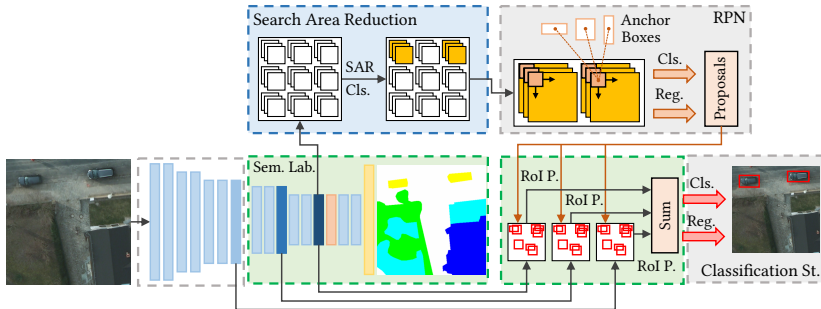 Search Area Reduction
SAR
Cls.
RPN
Anchor
Boxes
Cls.
Reg.
Proposals
Sem. Lab.
RoI P.
RoI P.
RoI P.
Sum
Cls.
Reg.
Classification St.